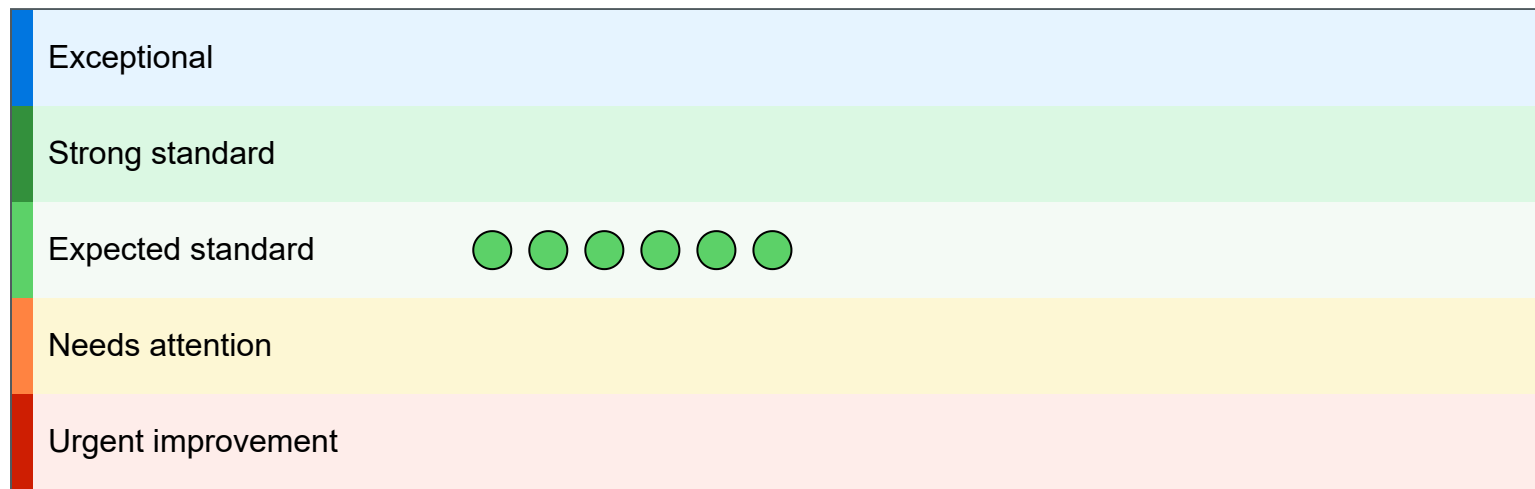 Exceptional
Strong standard
Expected standard
Needs attention
Urgent improvement